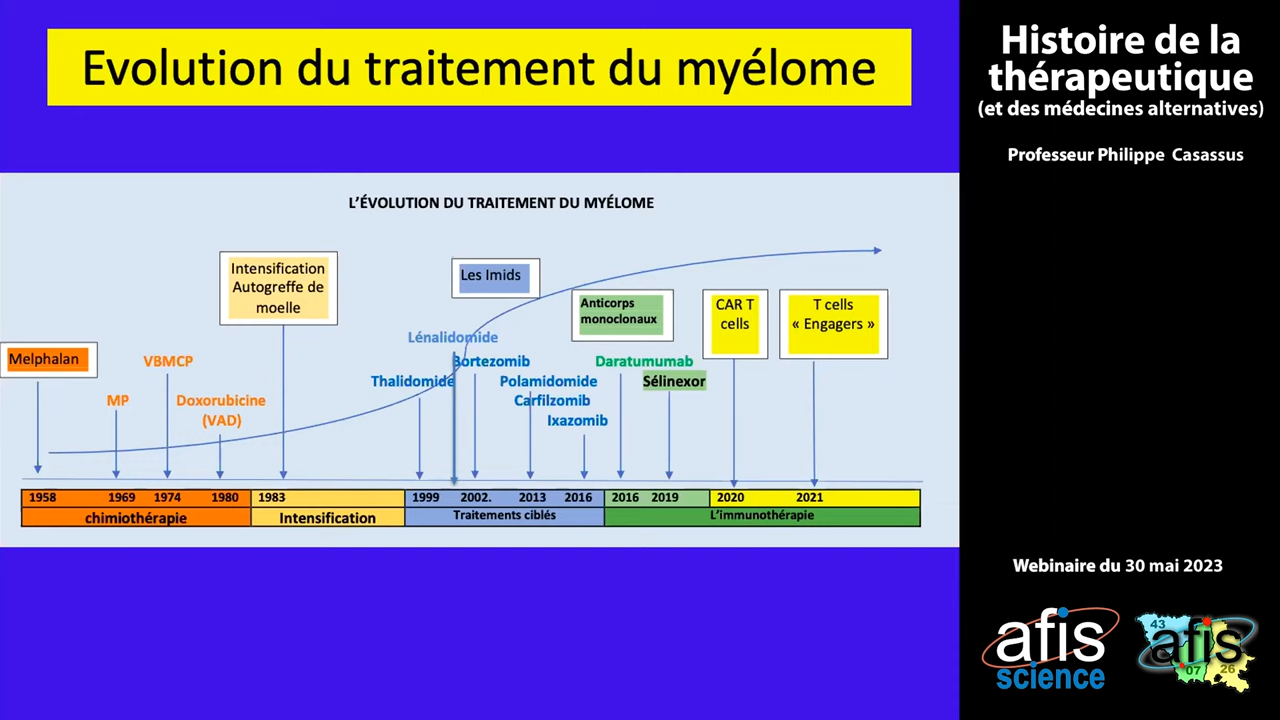 Evolution du traitement du myélome
L'ÉVOLUTION DU TRAITEMENT DU MYÉLOME
Intensification
Autogreffe de
moelle
Les Imids
Anticorps
monoclonaux
CAR T
cells
T cells
« Engagers »
Melphalan
VBMCP
MP
Doxorubicine
(VAD)
Lénalidomide
Bortezomib
Thalidomide
Polamidomide
Carfilzomib
Ixazomib
Daratumumab
Sélinexor
1958
1969
1974
1980
1983
1999
2002.
2013
2016
2016
2019
2020
2021
chimiothérapie
Intensification
Traitements ciblés
L'immunothérapie
Histoire de la
thérapeutique
(et des médecines alternatives)
Professeur Philippe Casassus
Webinaire du 30 mai 2023
afis
science
43
afis
07
26